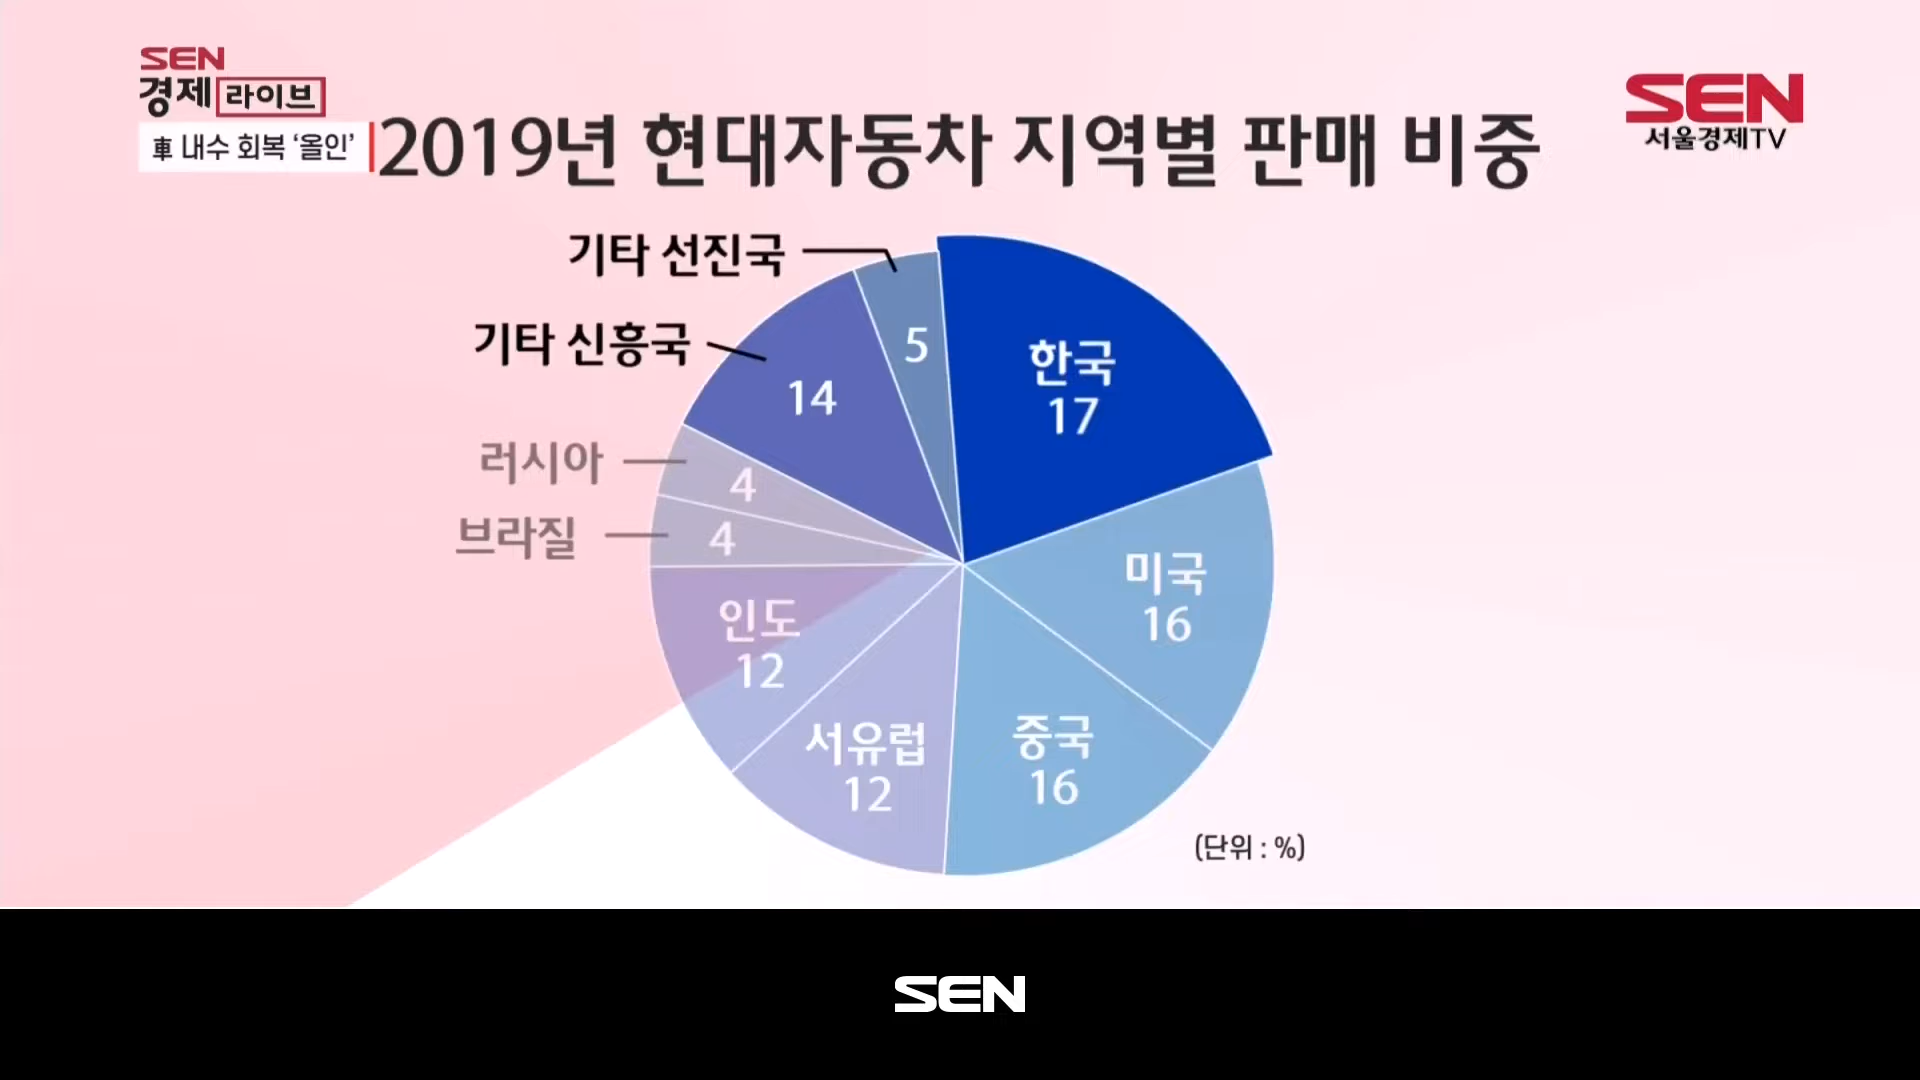 SEN
경제 라이브
車 내수 회복 ‘올인’
2019년 현대자동차 지역별 판매 비중
SEN
서울경제TV
기타 선진국
5
기타 신흥국
14
러시아
4
브라질
4
한국
17
미국
16
중국
16
서유럽
12
인도
12
(단위 : %)
SEN